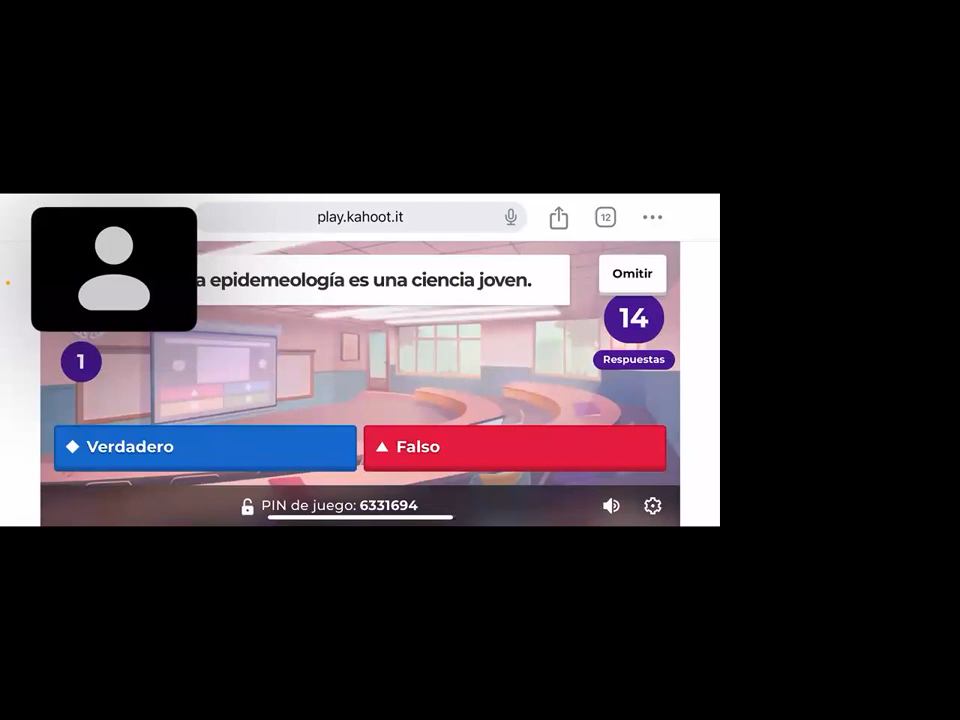 play.kahoot.it
12
a epidemeología es una ciencia joven.
Omitir
14
Respuestas
1
Verdadero
Falso
PIN de juego: 6331694